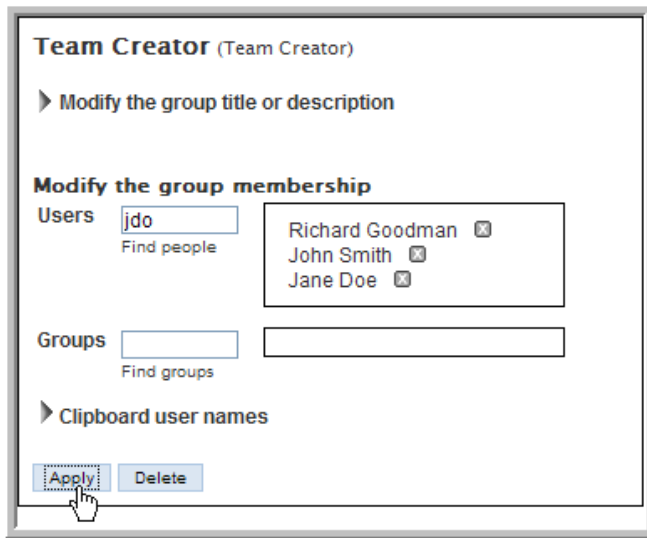 Team Creator (Team Creator)
Modify the group title or description
Modify the group membership
Users jdo
Find people
Richard Goodman x
John Smith x
Jane Doe x
Groups
Find groups
Clipboard user names
Apply Delete